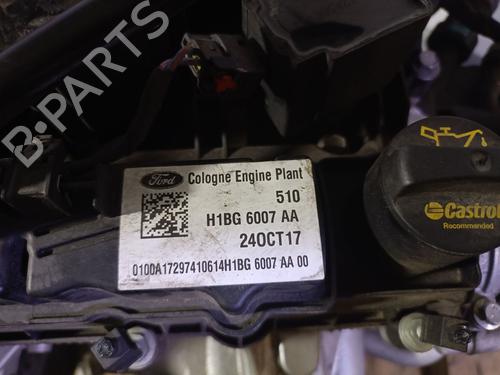 B-PARTS
Ford
Cologne Engine Plant
510
H1BG 6007 AA
24OCT17
0100A17297410614H1BG 6007 AA 00
Castrol
Recommended